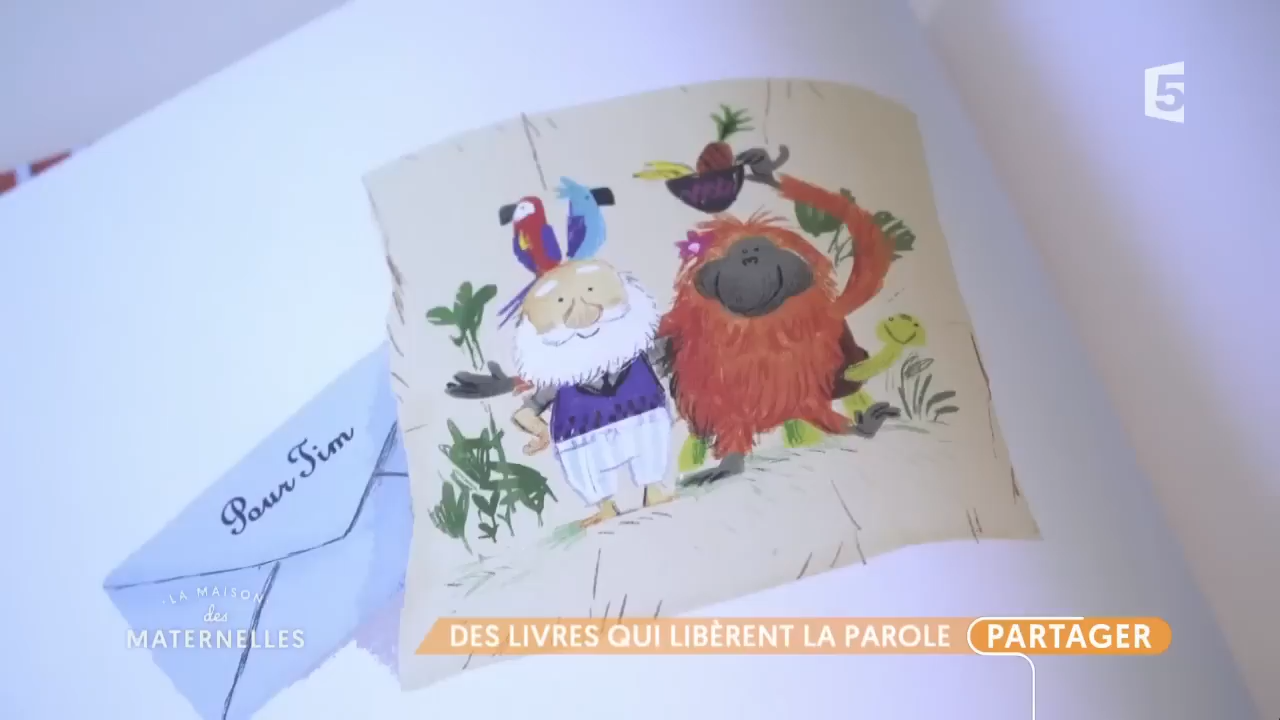 5
Pour Tim
LA MAISON
des
MATERNELLES
DES LIVRES QUI LIBÈRENT LA PAROLE
PARTAGER